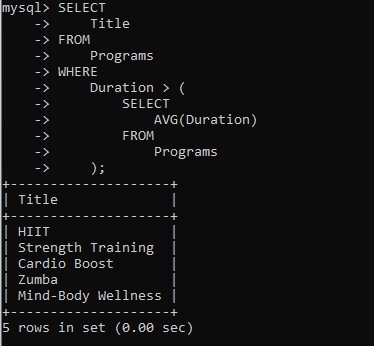 mysql> SELECT
    ->     Title
    -> FROM
    ->     Programs
    -> WHERE
    ->     Duration > (
    ->         SELECT
    ->             AVG(Duration)
    ->         FROM
    ->             Programs
    ->     );
+--------------------+
| Title              |
+--------------------+
| HIIT               |
| Strength Training  |
| Cardio Boost       |
| Zumba              |
| Mind-Body Wellness |
+--------------------+
5 rows in set (0.00 sec)